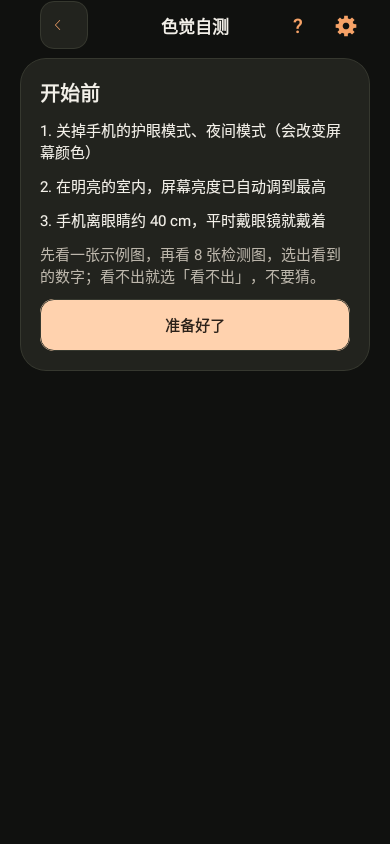 色觉自测
?
开始前
1. 关掉手机的护眼模式、夜间模式（会改变屏
幕颜色）
2. 在明亮的室内，屏幕亮度已自动调到最高
3. 手机离眼睛约 40 cm，平时戴眼镜就戴着
先看一张示例图，再看 8 张检测图，选出看到
的数字；看不出就选「看不出」，不要猜。
准备好了